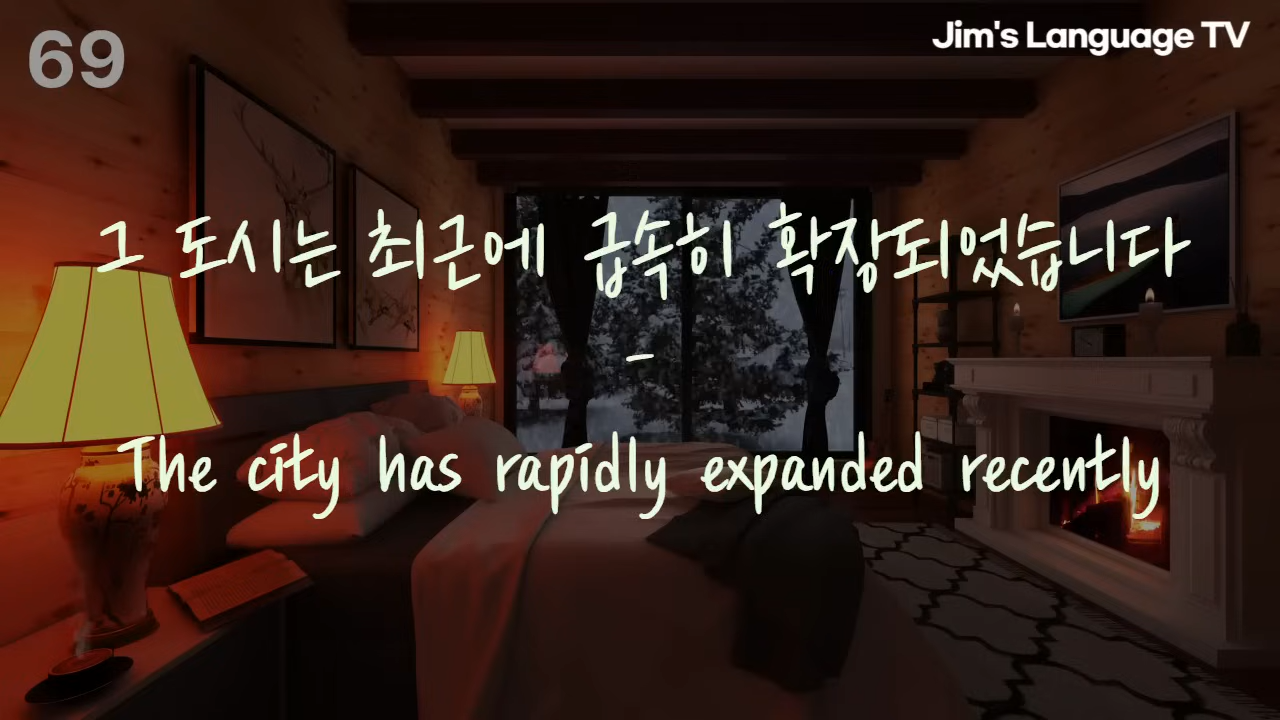 69
Jim's Language TV
그 도시는 최근에 급속히 확장되었습니다
-
The city has rapidly expanded recently